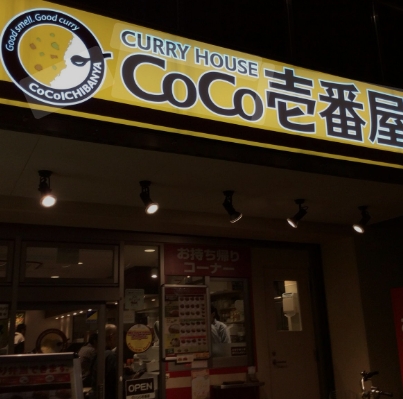 Good smell. Good curry
CoCoICHIBANYA
CURRY HOUSE
CoCo壱番屋
お持ち帰り
コーナー
OPEN